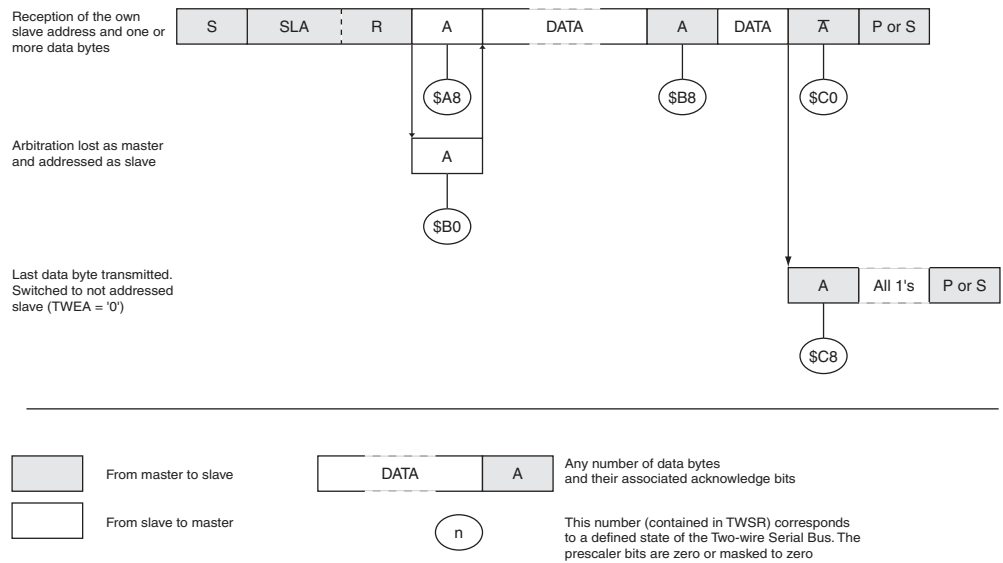 Reception of the own
slave address and one or
more data bytes
S SLA R A DATA A DATA A̅ P or S
$A8 $B8 $C0
Arbitration lost as master
and addressed as slave
A
$B0
Last data byte transmitted.
Switched to not addressed
slave (TWEA = '0')
A All 1's P or S
$C8
From master to slave
DATA A
Any number of data bytes
and their associated acknowledge bits
From slave to master
n
This number (contained in TWSR) corresponds
to a defined state of the Two-wire Serial Bus. The
prescaler bits are zero or masked to zero